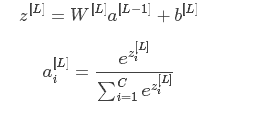 z^{[L]} = W^{[L]} a^{[L-1]} + b^{[L]}
a_i^{[L]} = \frac{e^{z_i^{[L]}}}{\sum_{i=1}^{C} e^{z_i^{[L]}}}